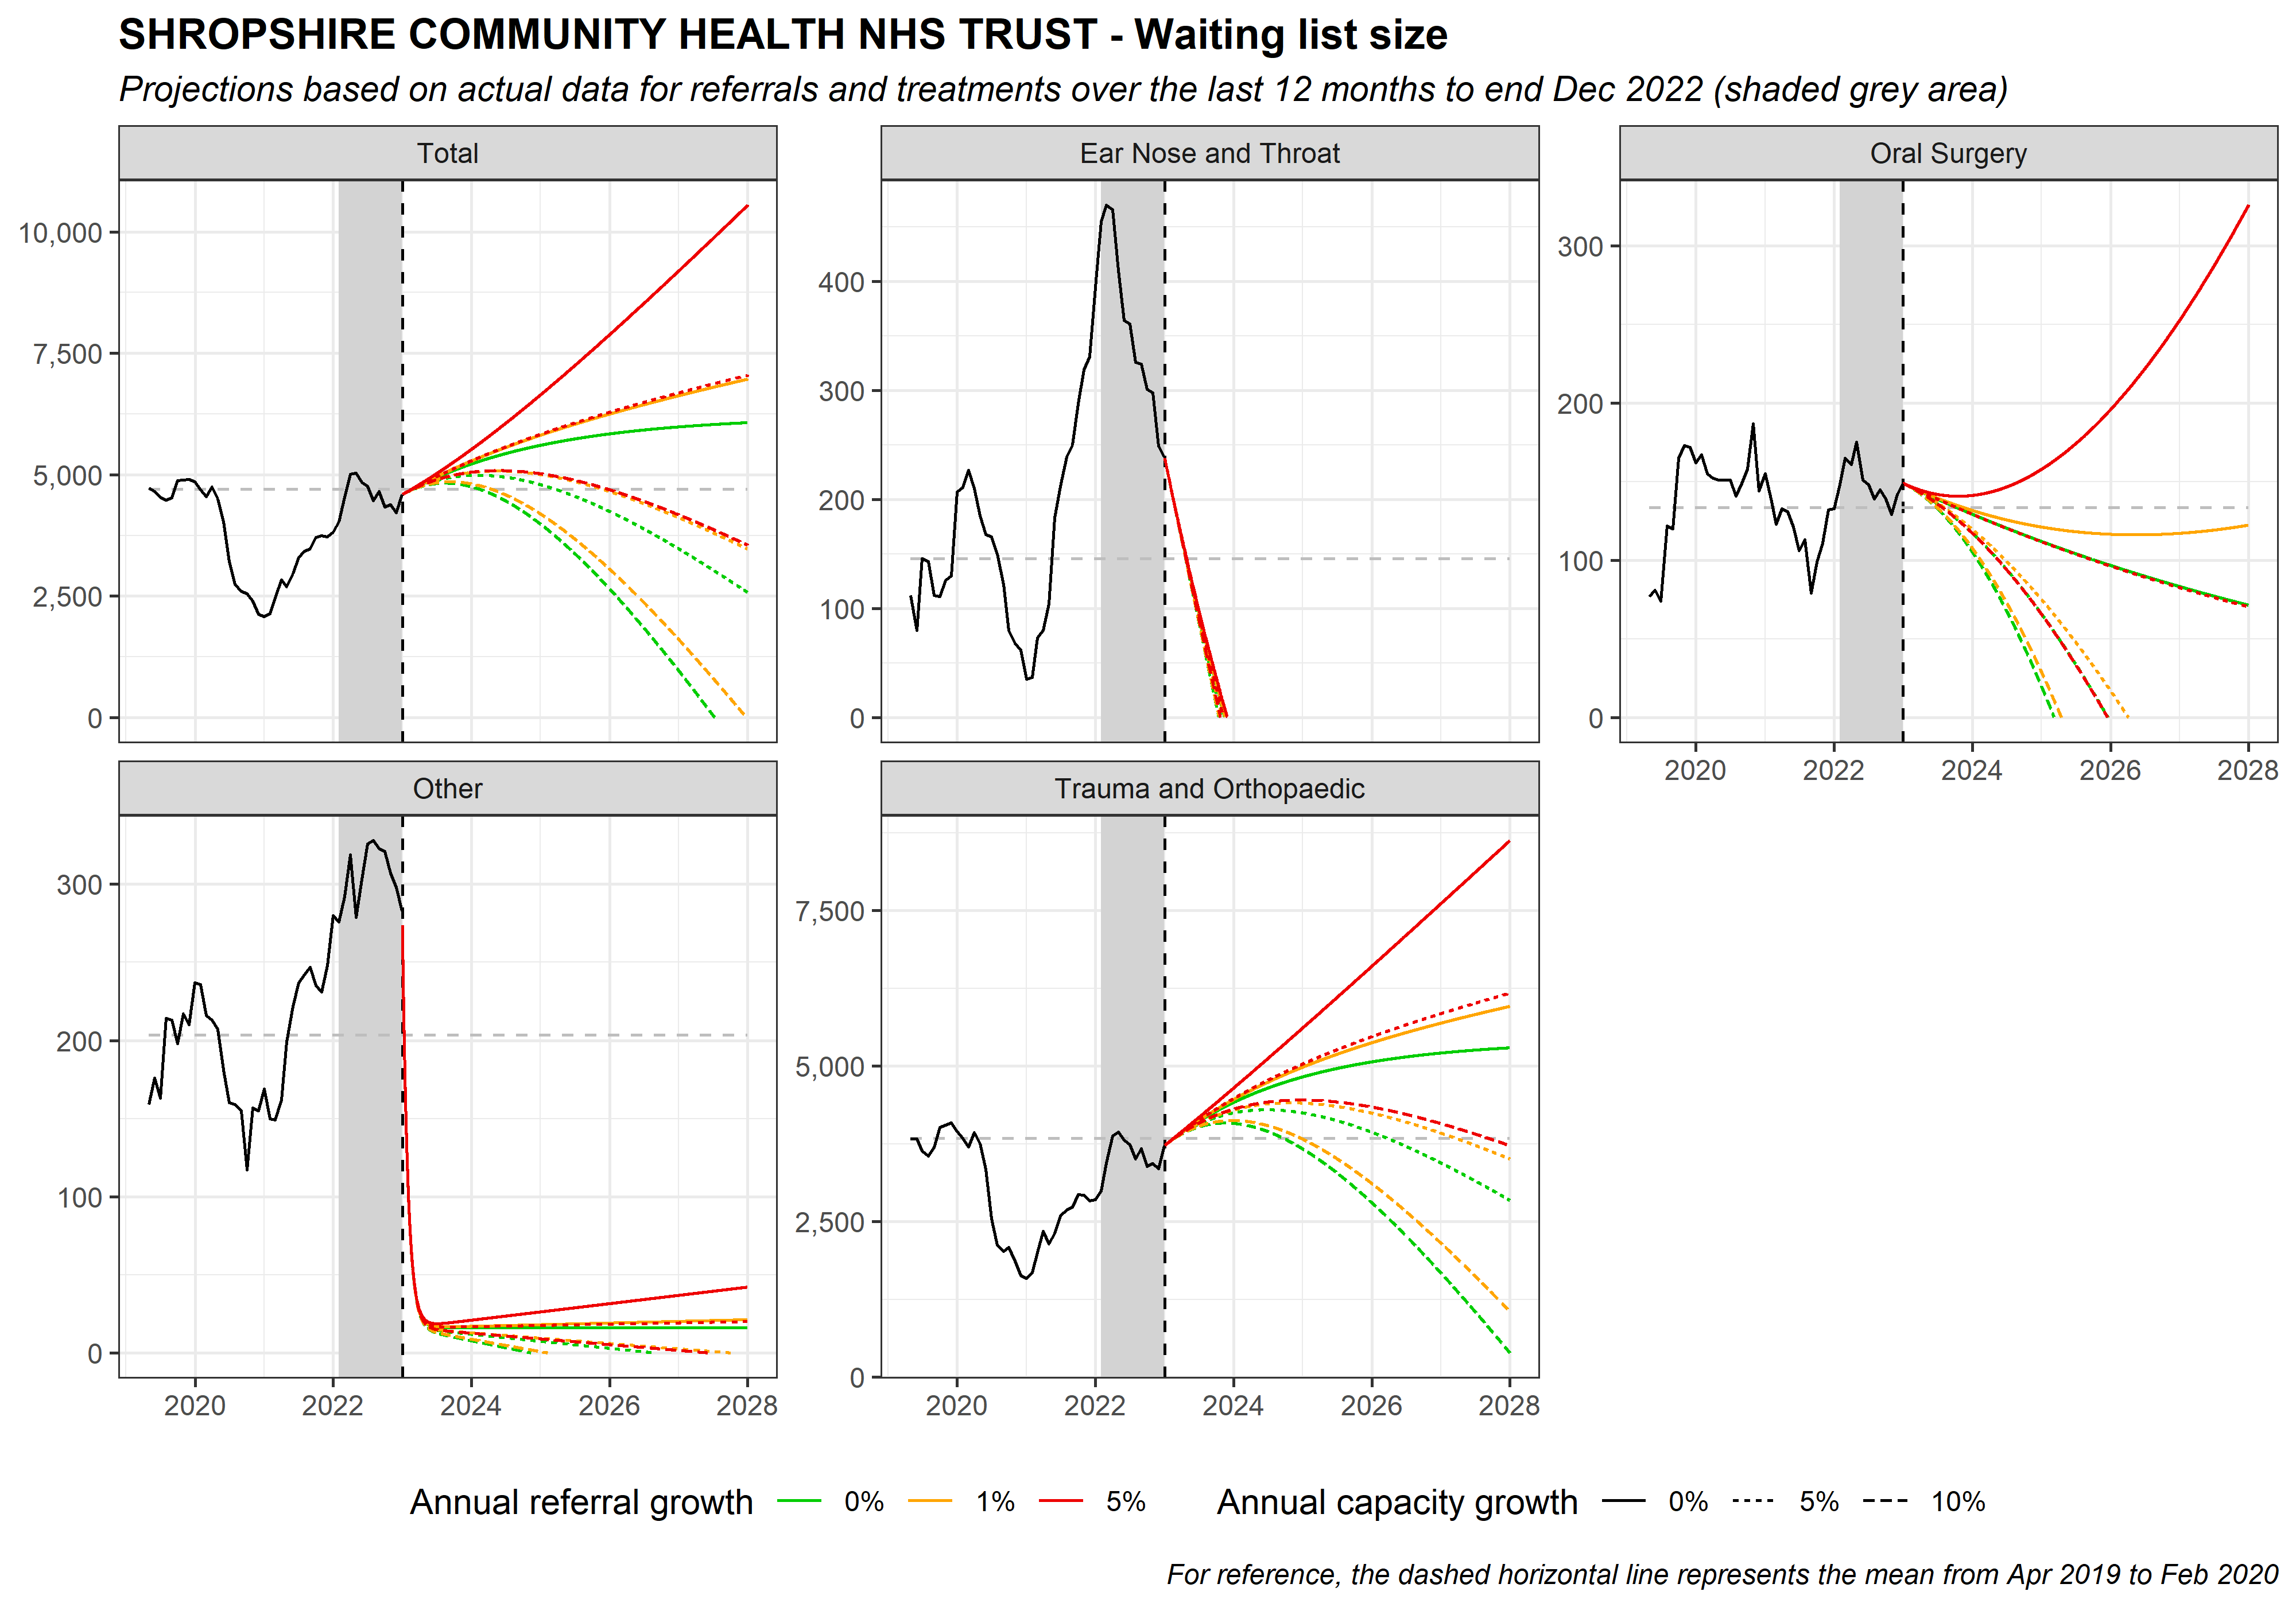 SHROPSHIRE COMMUNITY HEALTH NHS TRUST - Waiting list size
Projections based on actual data for referrals and treatments over the last 12 months to end Dec 2022 (shaded grey area)
Total
10,000
7,500
5,000
2,500
0
Ear Nose and Throat
400
300
200
100
0
Oral Surgery
300
200
100
0
2020 2022 2024 2026 2028
Other
300
200
100
0
2020 2022 2024 2026 2028
Trauma and Orthopaedic
7,500
5,000
2,500
0
2020 2022 2024 2026 2028
Annual referral growth 0% 1% 5% Annual capacity growth 0% 5% 10%
For reference, the dashed horizontal line represents the mean from Apr 2019 to Feb 2020